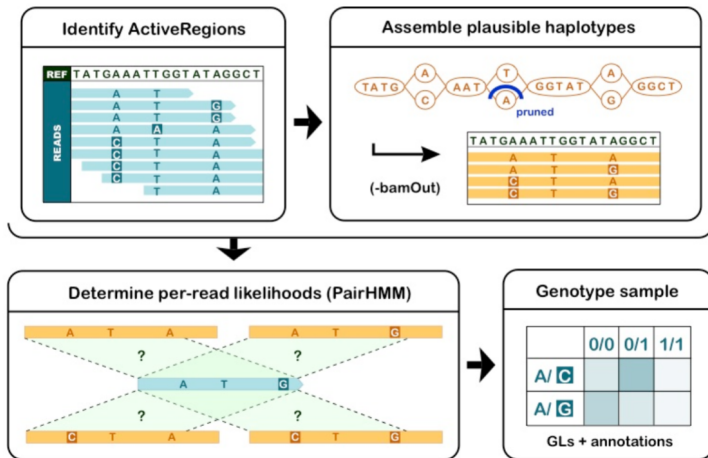 Identify ActiveRegions
REF TATGAAATTGGTATAGGCT
READS
A T
A T G
A T G
A A A
C T A
C T A
C T A
C T A
T A
Assemble plausible haplotypes
A T A
TATG AAT GGTAT GGCT
C A G
pruned
TATGAAATTGGTATAGGCT
A T A
A T G
C T A
C T G
(-bamOut)
Determine per-read likelihoods (PairHMM)
A T A A T G
? ?
A T G
? ?
C T A C T G
Genotype sample
0/0 0/1 1/1
A/ C
A/ G
GLs + annotations